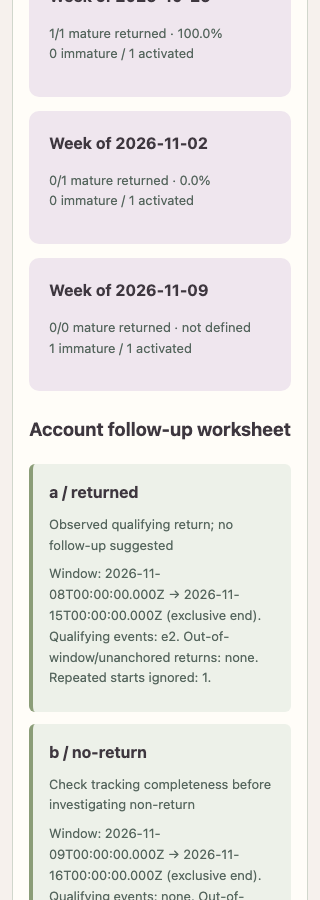 1/1 mature returned · 100.0%
0 immature / 1 activated
Week of 2026-11-02
0/1 mature returned · 0.0%
0 immature / 1 activated
Week of 2026-11-09
0/0 mature returned · not defined
1 immature / 1 activated
Account follow-up worksheet
a / returned
Observed qualifying return; no
follow-up suggested
Window: 2026-11-
08T00:00:00.000Z → 2026-11-
15T00:00:00.000Z (exclusive end).
Qualifying events: e2. Out-of-
window/unanchored returns: none.
Repeated starts ignored: 1.
b / no-return
Check tracking completeness before
investigating non-return
Window: 2026-11-
09T00:00:00.000Z → 2026-11-
16T00:00:00.000Z (exclusive end).
Qualifying events: none. Out-of-